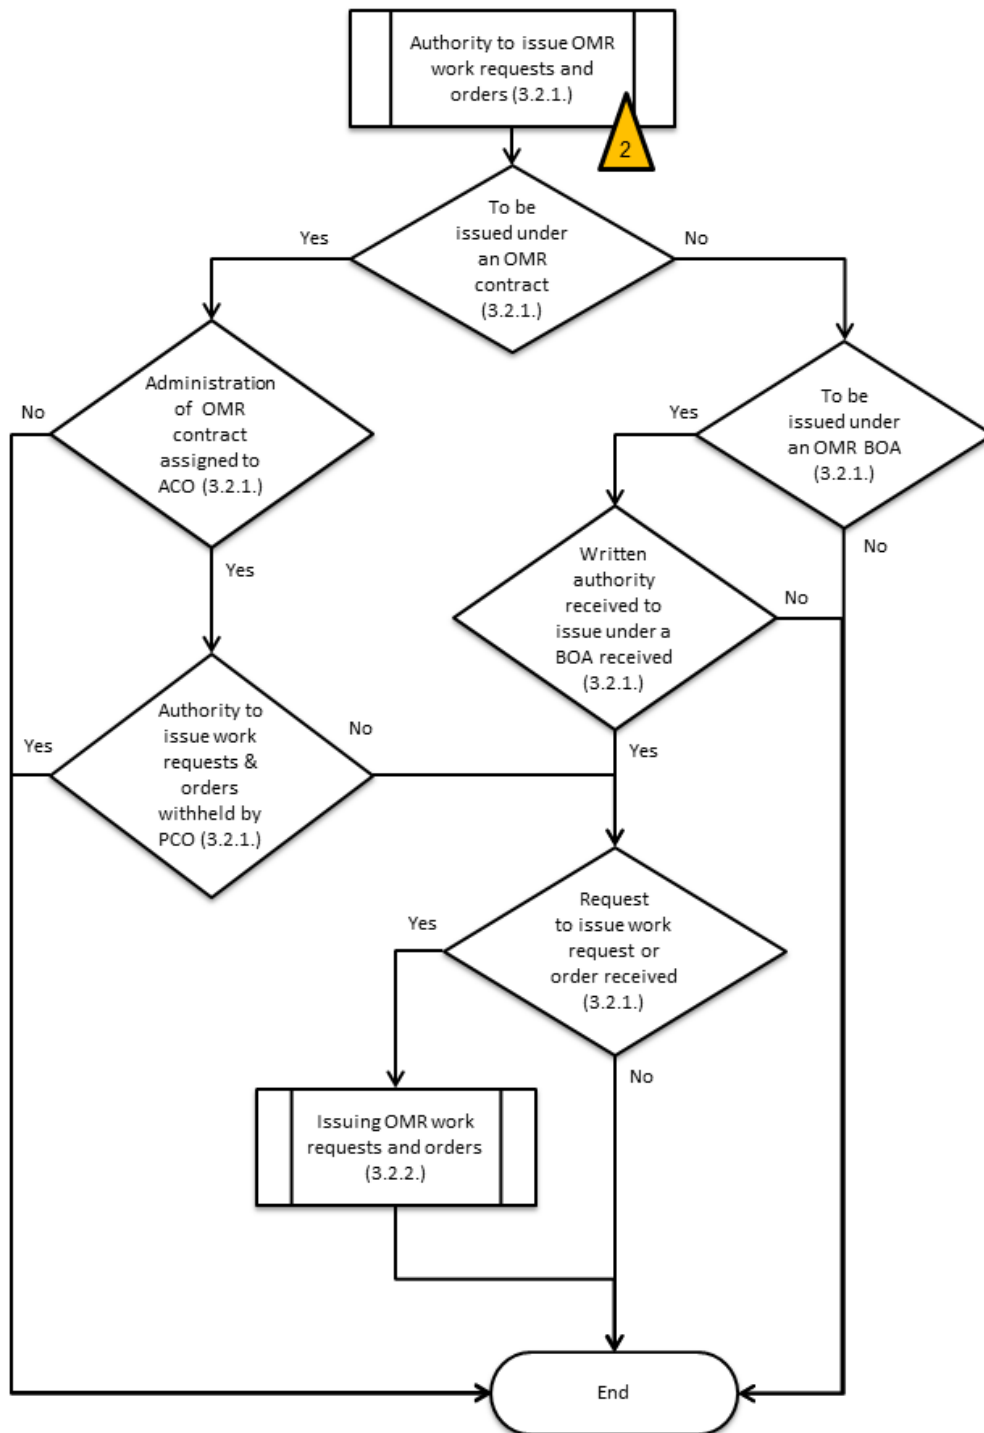 Authority to issue OMR
work requests and
orders (3.2.1.)
2
To be
issued under
an OMR
contract
(3.2.1.)
Yes
No
Administration
of OMR
contract
assigned to
ACO (3.2.1.)
No
Yes
To be
issued under
an OMR BOA
(3.2.1.)
Yes
No
Written
authority
received to
issue under a
BOA received
(3.2.1.)
No
Yes
Authority to
issue work
requests &
orders
withheld by
PCO (3.2.1.)
Yes
No
Request
to issue work
request or
order received
(3.2.1.)
Yes
No
Issuing OMR work
requests and orders
(3.2.2.)
End